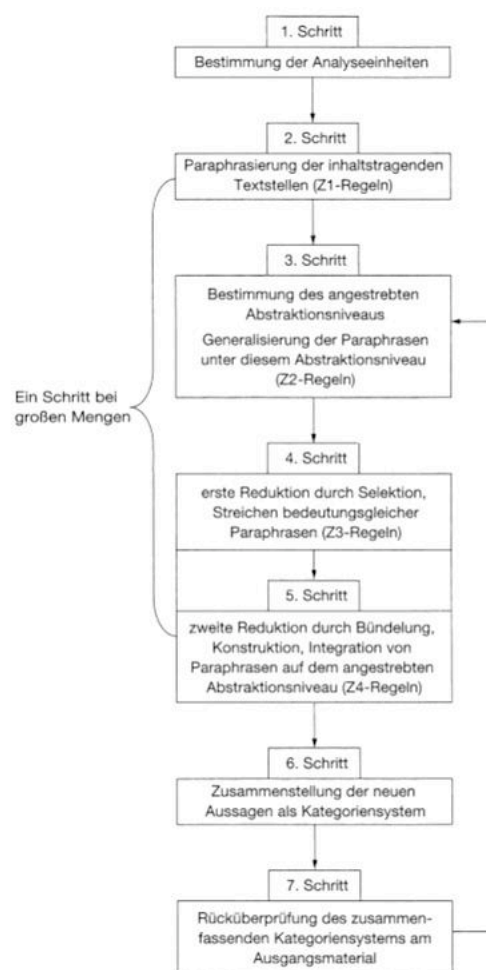 1. Schritt
Bestimmung der Analyseeinheiten
2. Schritt
Paraphrasierung der inhaltstragenden
Textstellen (Z1-Regeln)
3. Schritt
Bestimmung des angestrebten
Abstraktionsniveaus
Generalisierung der Paraphrasen
unter diesem Abstraktionsniveau
(Z2-Regeln)
Ein Schritt bei
großen Mengen
4. Schritt
erste Reduktion durch Selektion,
Streichen bedeutungsgleicher
Paraphrasen (Z3-Regeln)
5. Schritt
zweite Reduktion durch Bündelung,
Konstruktion, Integration von
Paraphrasen auf dem angestrebten
Abstraktionsniveau (Z4-Regeln)
6. Schritt
Zusammenstellung der neuen
Aussagen als Kategoriensystem
7. Schritt
Rücküberprüfung des zusammen-
fassenden Kategoriensystems am
Ausgangsmaterial